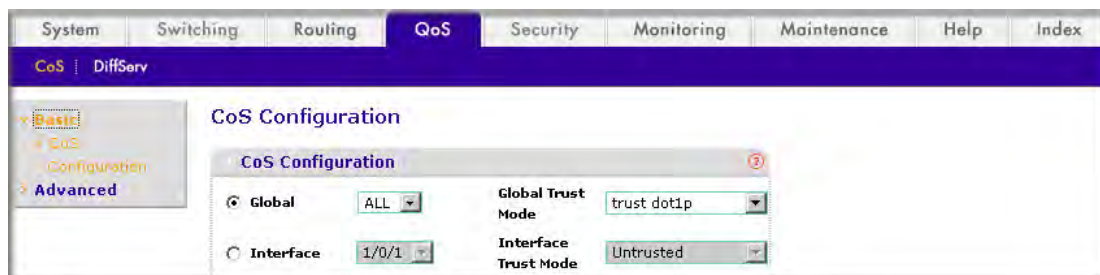 System Switching Routing QoS Security Monitoring Maintenance Help Index
CoS DiffServ
Basic
CoS
Configuration
Advanced
CoS Configuration
CoS Configuration
Global ALL Global Trust Mode trust dot1p
Interface 1/0/1 Interface Trust Mode Untrusted